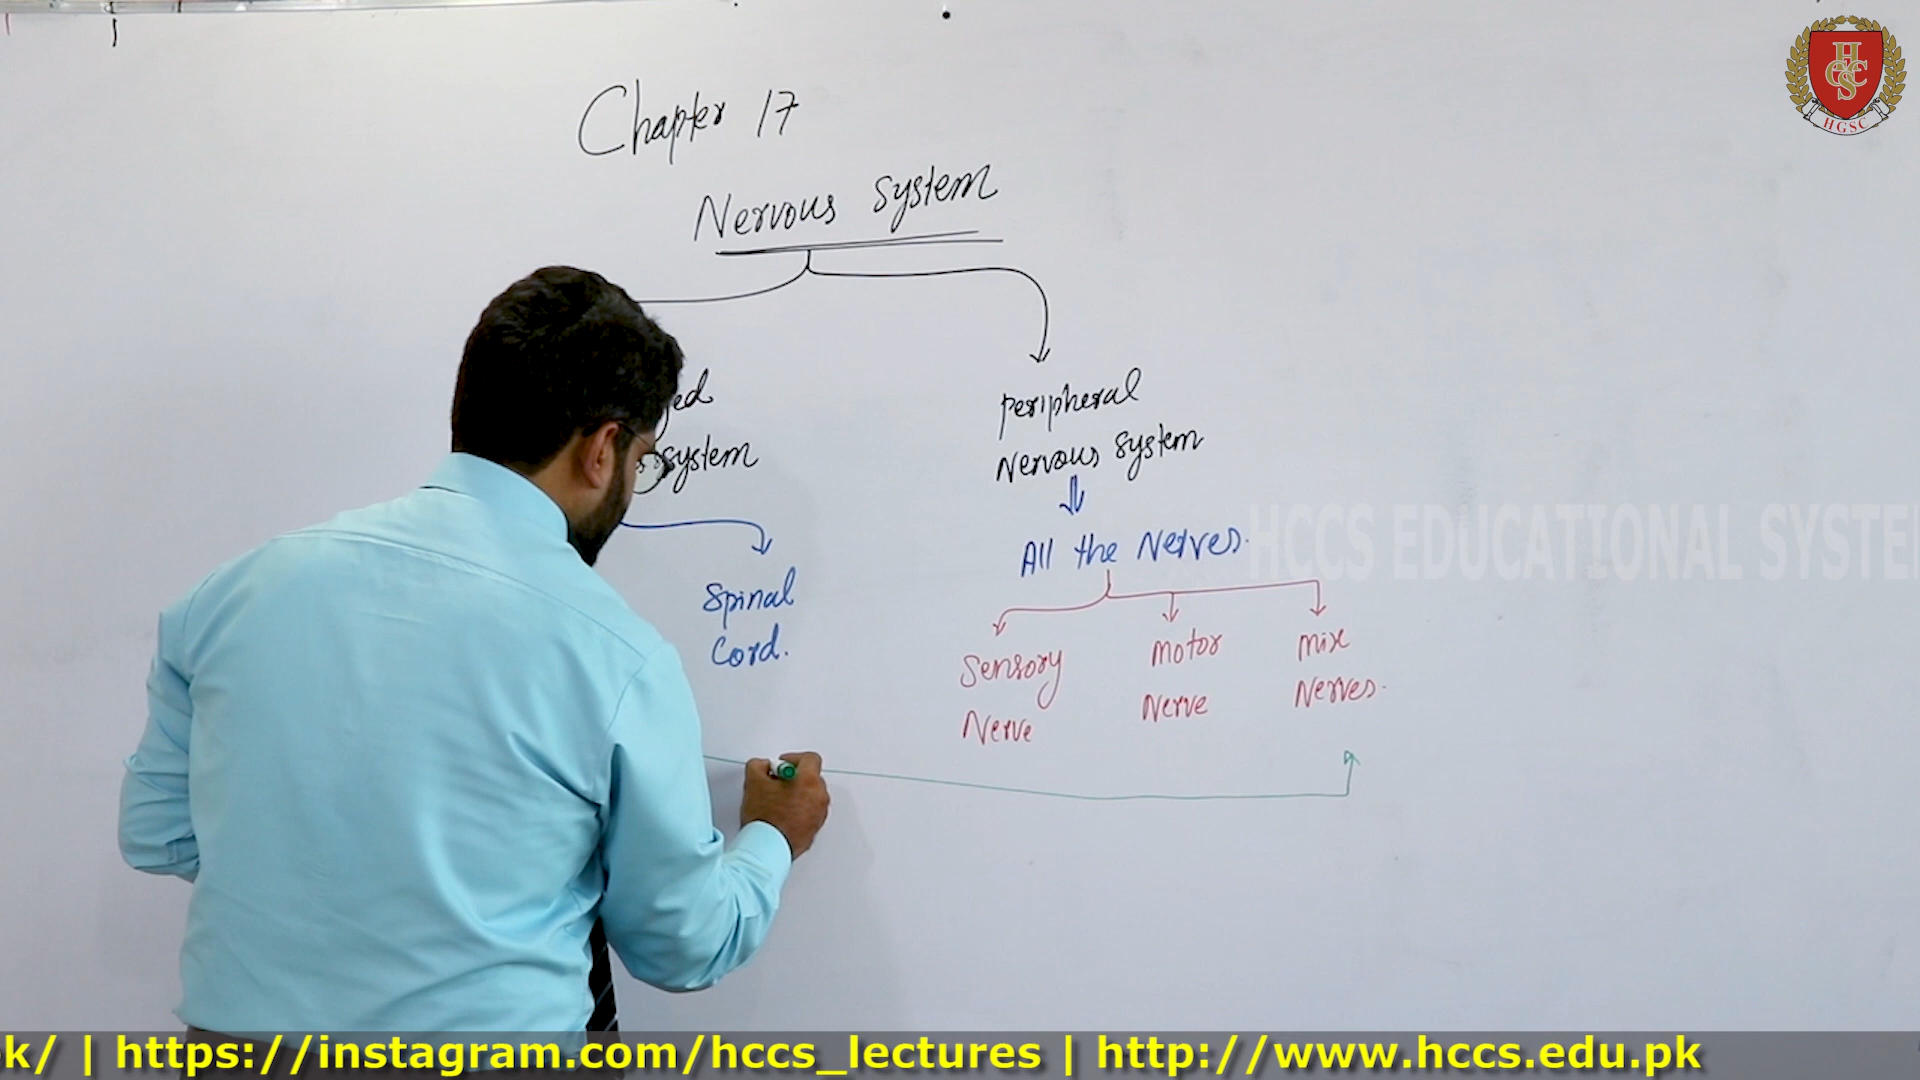 Chapter 17
Nervous System
System
Peripheral
Nervous System
All the Nerves.
Spinal
Cord.
Sensory
Nerve
Motor
Nerve
Mix
Nerves.
HGSC
HCCS EDUCATIONAL SYSTE
k/ | https://instagram.com/hccs_lectures | http://www.hccs.edu.pk